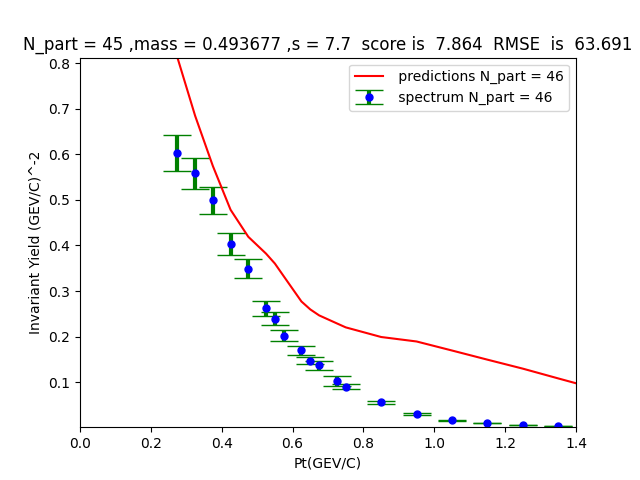 N_part = 45 ,mass = 0.493677 ,s = 7.7  score is  7.864  RMSE  is  63.691
predictions N_part = 46
spectrum N_part = 46
Invariant Yield (GEV/C)^-2
0.8
0.7
0.6
0.5
0.4
0.3
0.2
0.1
0.0 0.2 0.4 0.6 0.8 1.0 1.2 1.4
Pt(GEV/C)